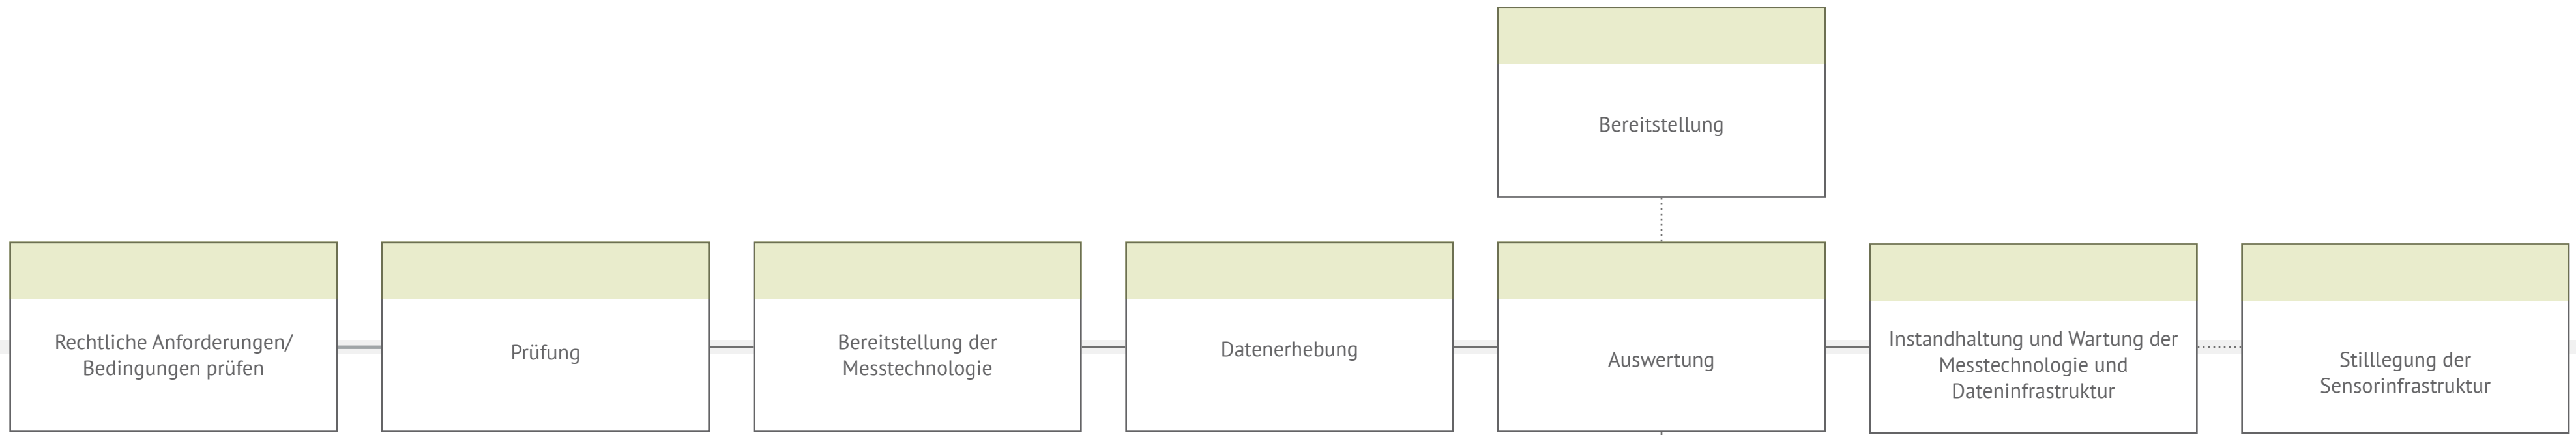 Bereitstellung
Rechtliche Anforderungen/
Bedingungen prüfen
Prüfung
Bereitstellung der
Messtechnologie
Datenerhebung
Auswertung
Instandhaltung und Wartung der
Messtechnologie und
Dateninfrastruktur
Stilllegung der
Sensorinfrastruktur